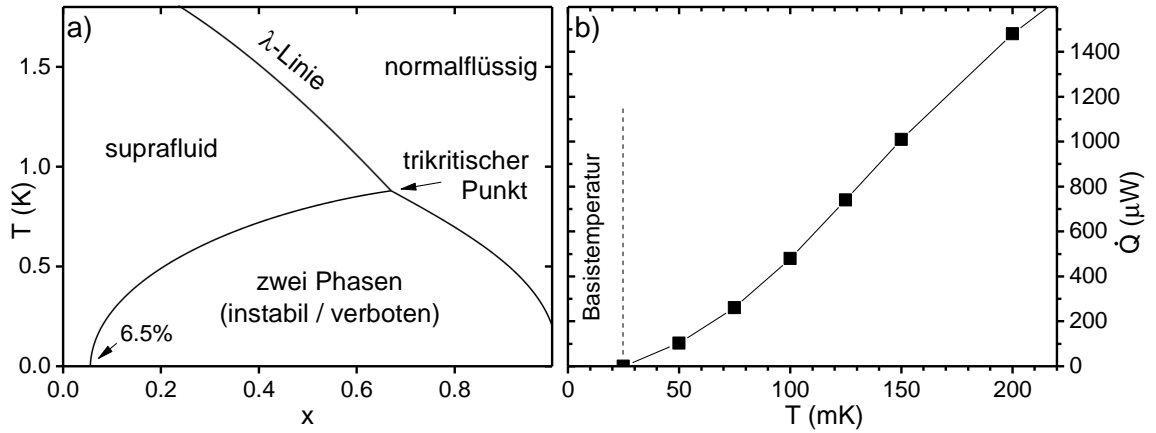 a)
λ-Linie
normalflüssig
suprafluid
trikritischer
Punkt
zwei Phasen
(instabil / verboten)
6.5%
T (K)
1.5
1.0
0.5
0.0
0.0 0.2 0.4 0.6 0.8
x
b)
Basistemperatur
Q̇ (μW)
1400
1200
1000
800
600
400
200
0
0 50 100 150 200
T (mK)